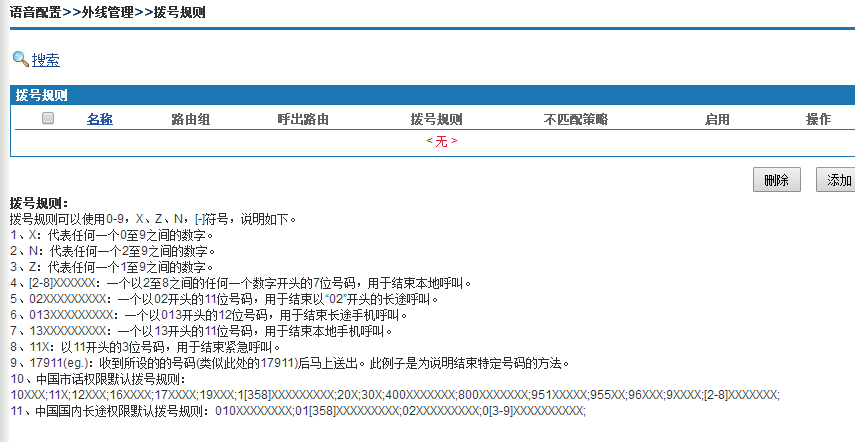 语音配置>>外线管理>>拨号规则
搜索
拨号规则
名称 路由组 呼出路由 拨号规则 不匹配策略 启用 操作
< 无 >
删除 添加
拨号规则：
拨号规则可以使用0-9，X、Z、N，[-]符号，说明如下。
1、X：代表任何一个0至9之间的数字。
2、N：代表任何一个2至9之间的数字。
3、Z：代表任何一个1至9之间的数字。
4、[2-8]XXXXXX：一个以2至8之间的任何一个数字开头的7位号码，用于结束本地呼叫。
5、02XXXXXXXXX：一个以02开头的11位号码，用于结束以“02”开头的长途呼叫。
6、013XXXXXXXXX：一个以013开头的12位号码，用于结束长途手机呼叫。
7、13XXXXXXXXX：一个以13开头的11位号码，用于结束本地手机呼叫。
8、11X：以11开头的3位号码，用于结束紧急呼叫。
9、17911(eg.)：收到所设的的号码(类似此处的17911)后马上送出。此例子是为说明结束特定号码的方法。
10、中国市话权限默认拨号规则：
10XXX;11X;12XXX;16XXXX;17XXXX;19XXX;1[358]XXXXXXXXX;20X;30X;400XXXXXXX;800XXXXXXX;951XXXXX;955XX;96XXX;9XXXX;[2-8]XXXXXXX;
11、中国国内长途权限默认拨号规则：010XXXXXXXX;01[358]XXXXXXXXX;02XXXXXXXXX;0[3-9]XXXXXXXXXX;